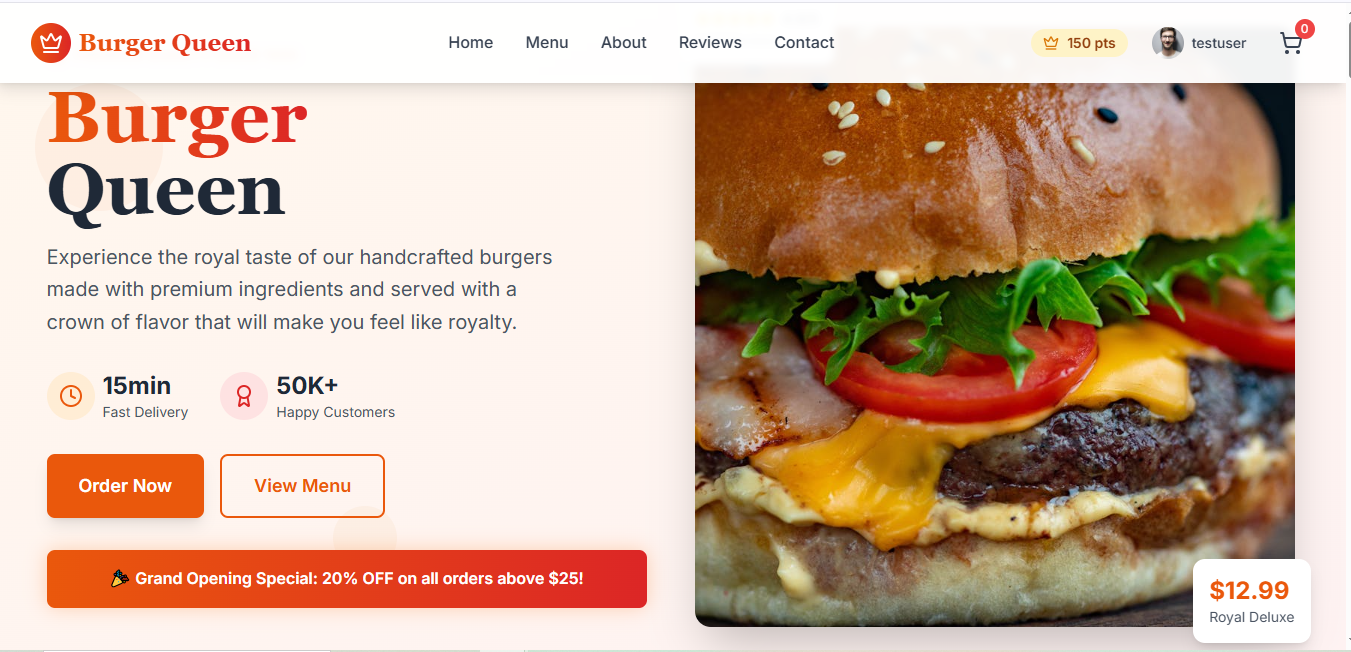 Burger Queen
Home
Menu
About
Reviews
Contact
150 pts
testuser
0
Burger
Queen
Experience the royal taste of our handcrafted burgers
made with premium ingredients and served with a
crown of flavor that will make you feel like royalty.
15min
Fast Delivery
50K+
Happy Customers
Order Now
View Menu
🎉 Grand Opening Special: 20% OFF on all orders above $25!
$12.99
Royal Deluxe